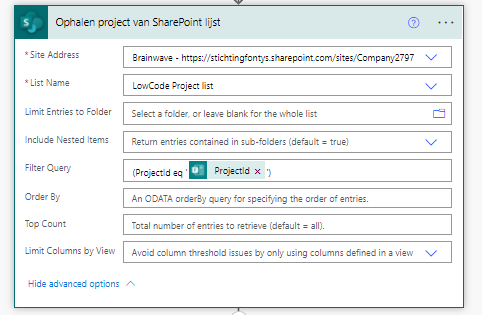 Ophalen project van SharePoint lijst
* Site Address
Brainwave - https://stichtingfontys.sharepoint.com/sites/Company2797
* List Name
LowCode Project list
Limit Entries to Folder
Select a folder, or leave blank for the whole list
Include Nested Items
Return entries contained in sub-folders (default = true)
Filter Query
(ProjectId eq ' ProjectId × ')
Order By
An ODATA orderBy query for specifying the order of entries.
Top Count
Total number of entries to retrieve (default = all).
Limit Columns by View
Avoid column threshold issues by only using columns defined in a view
Hide advanced options